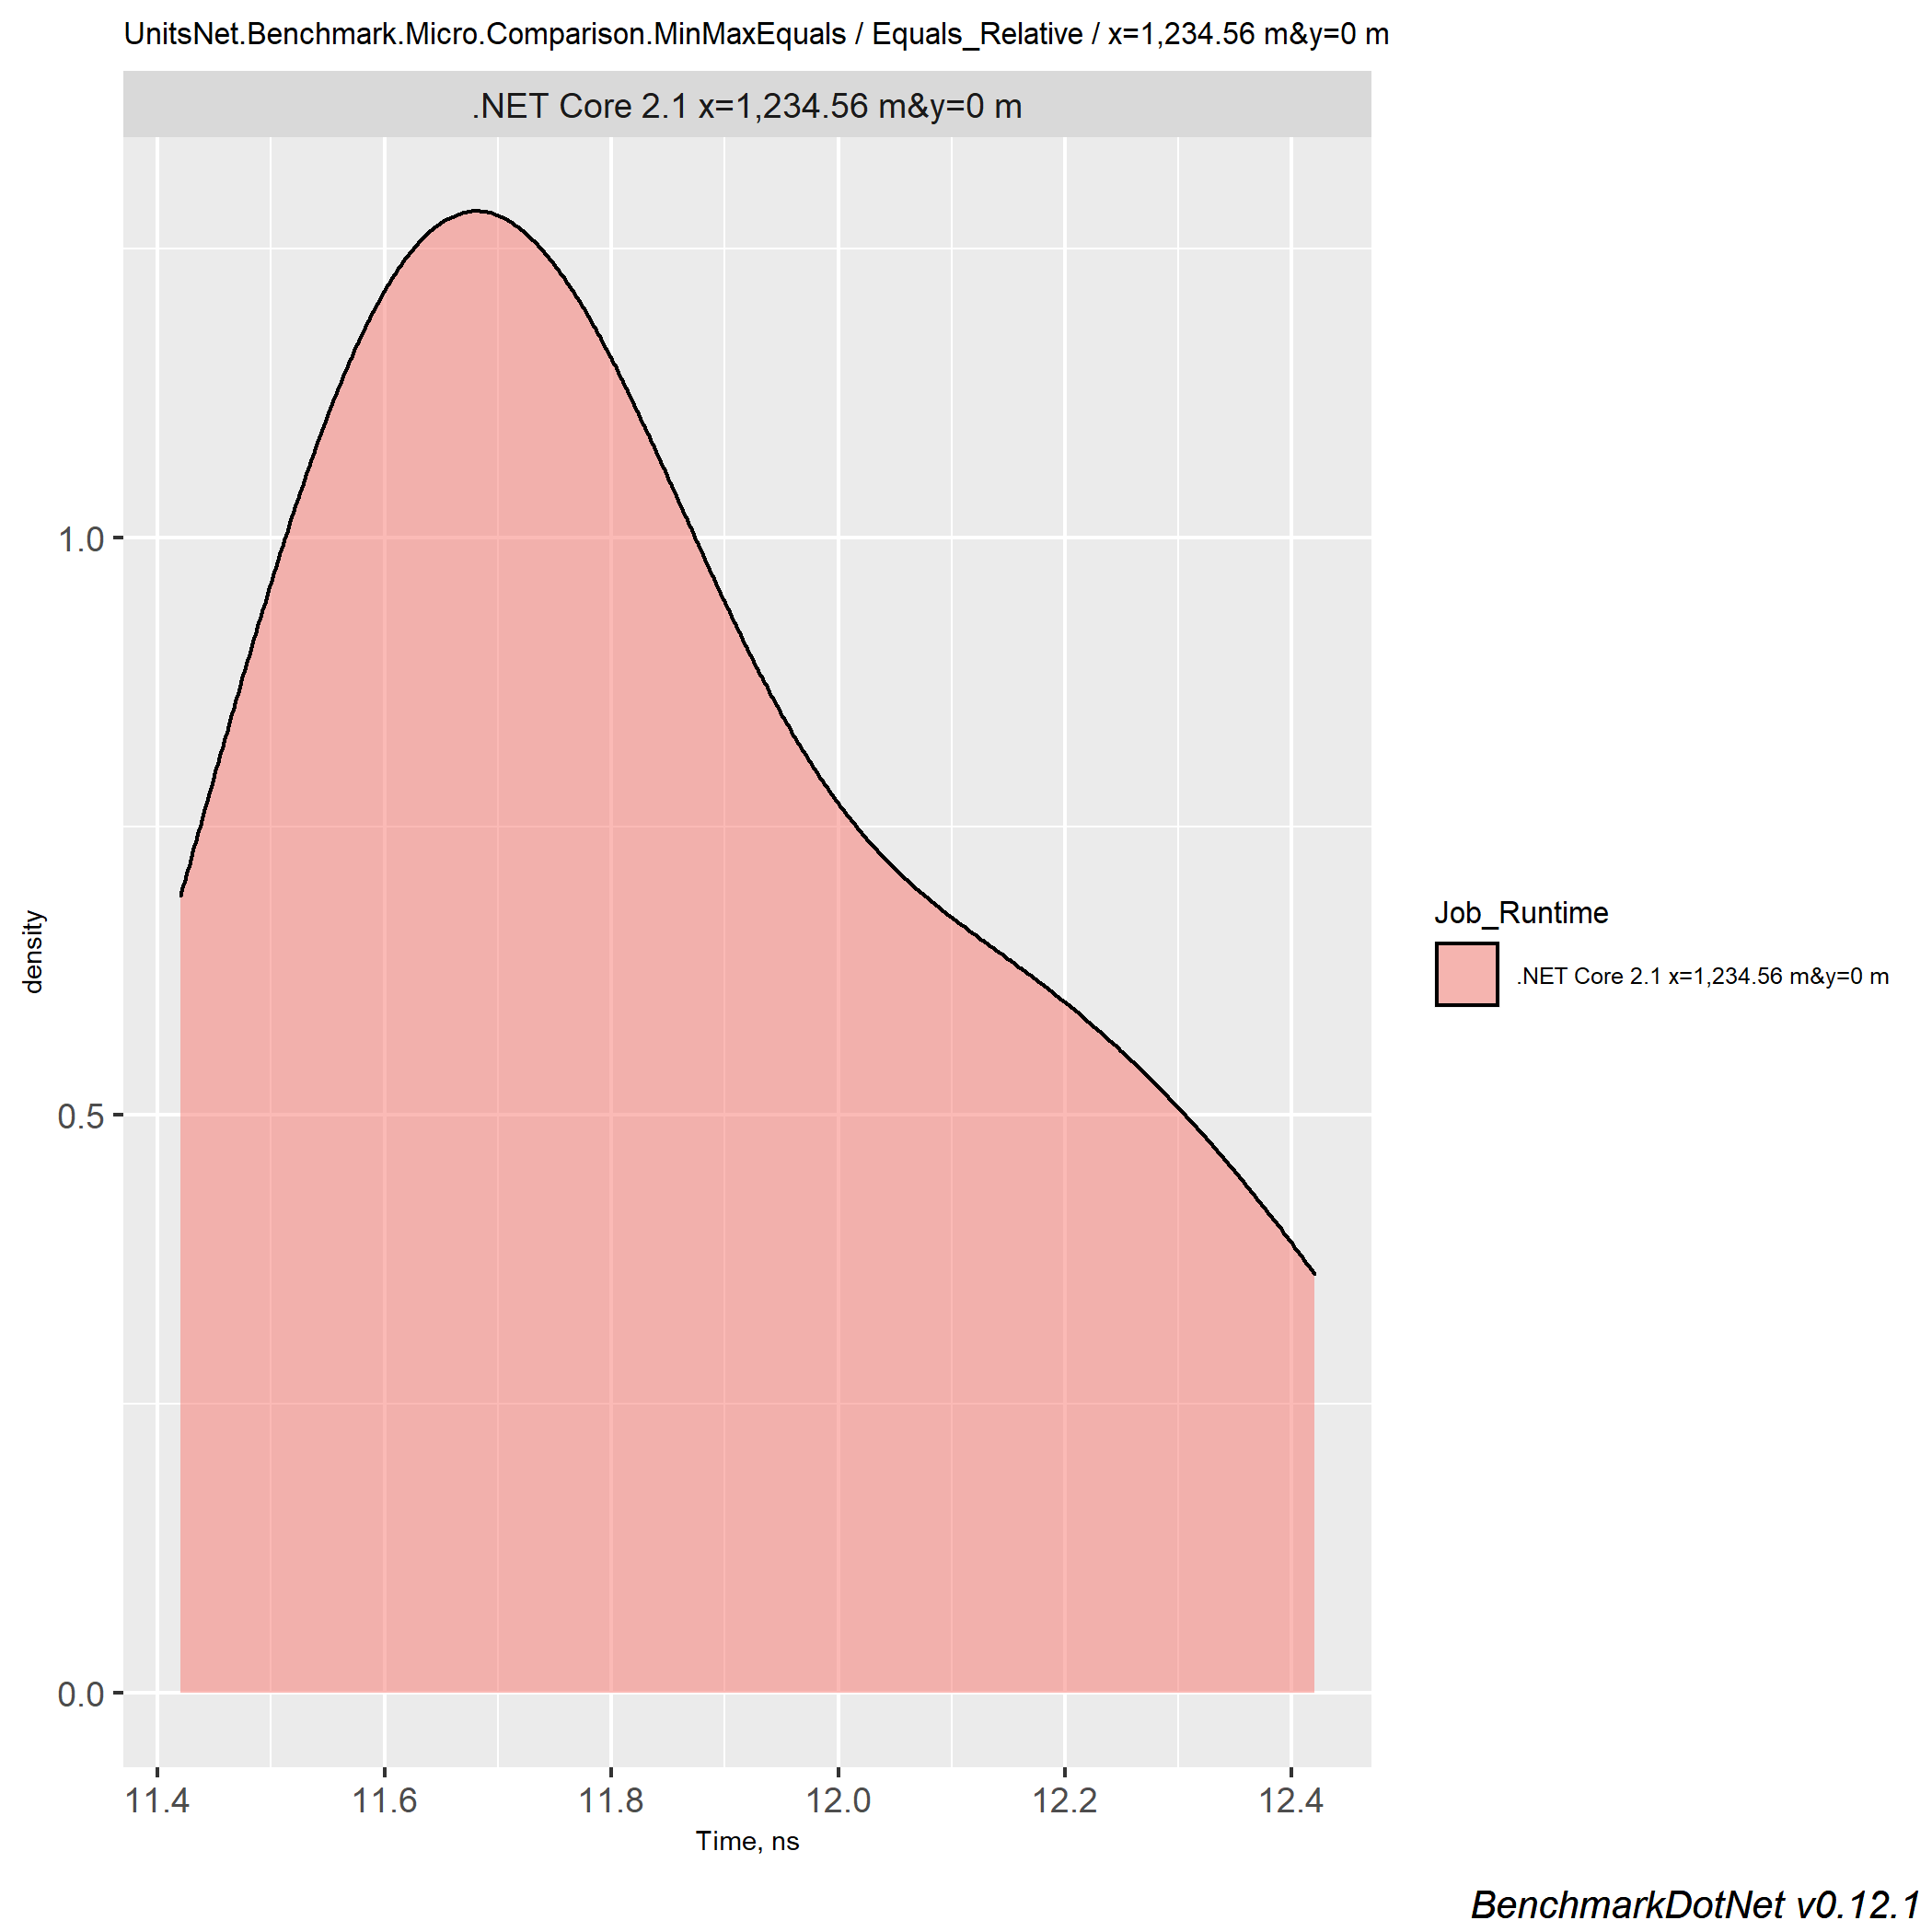 UnitsNet.Benchmark.Micro.Comparison.MinMaxEquals / Equals_Relative / x=1,234.56 m&y=0 m
.NET Core 2.1 x=1,234.56 m&y=0 m
1.0
0.5
0.0
density
11.4 11.6 11.8 12.0 12.2 12.4
Time, ns
Job_Runtime
.NET Core 2.1 x=1,234.56 m&y=0 m
BenchmarkDotNet v0.12.1